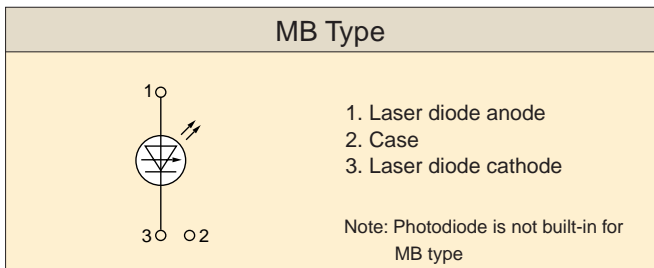 MB Type
1
3
2
1. Laser diode anode
2. Case
3. Laser diode cathode
Note: Photodiode is not built-in for
MB type